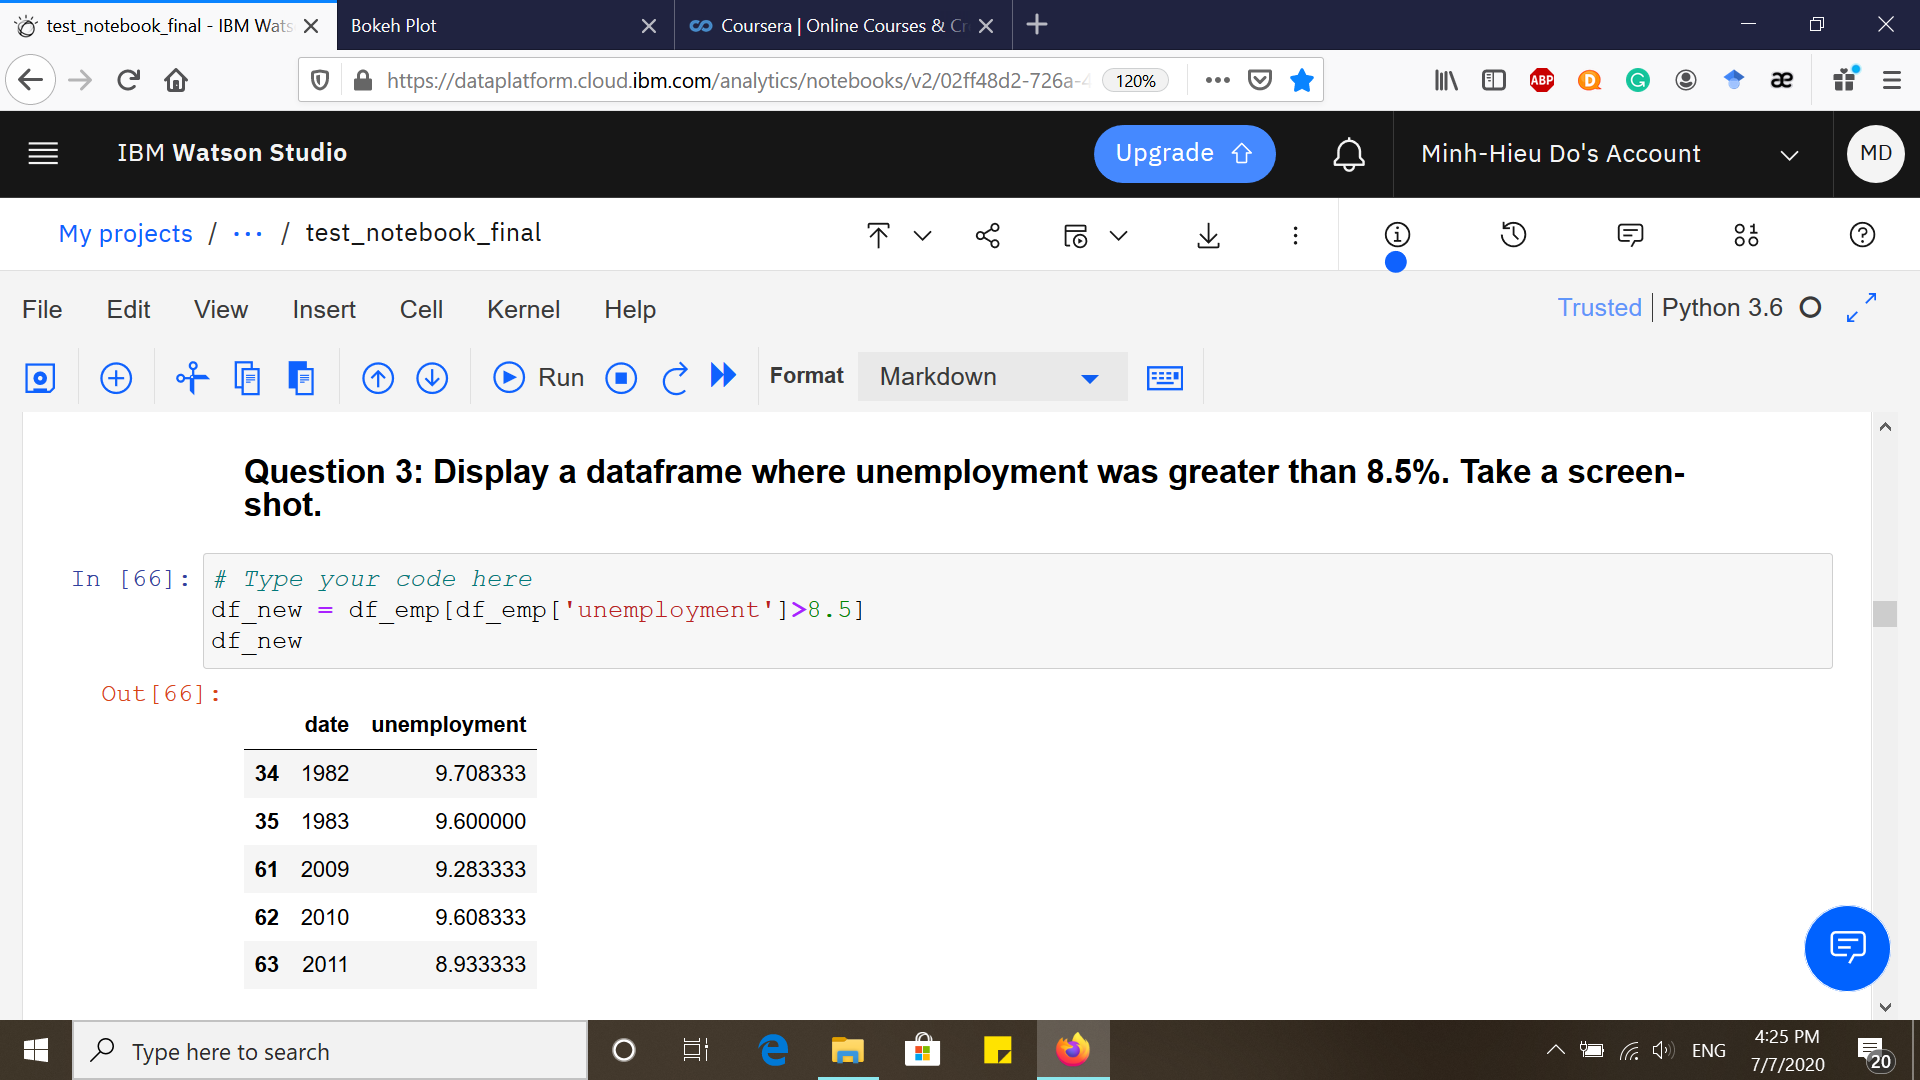 test_notebook_final - IBM Wats
Bokeh Plot
Coursera | Online Courses & Cr
https://dataplatform.cloud.ibm.com/analytics/notebooks/v2/02ff48d2-726a-4
120%
ABP
D
G
æ
IBM Watson Studio
Upgrade
Minh-Hieu Do's Account
MD
My projects / ... / test_notebook_final
File Edit View Insert Cell Kernel Help
Trusted | Python 3.6
Run
Format
Markdown
Question 3: Display a dataframe where unemployment was greater than 8.5%. Take a screen-
shot.
In [66]:
# Type your code here
df_new = df_emp[df_emp['unemployment']>8.5]
df_new
Out[66]:
date unemployment
34 1982 9.708333
35 1983 9.600000
61 2009 9.283333
62 2010 9.608333
63 2011 8.933333
Type here to search
ENG
4:25 PM
7/7/2020
20